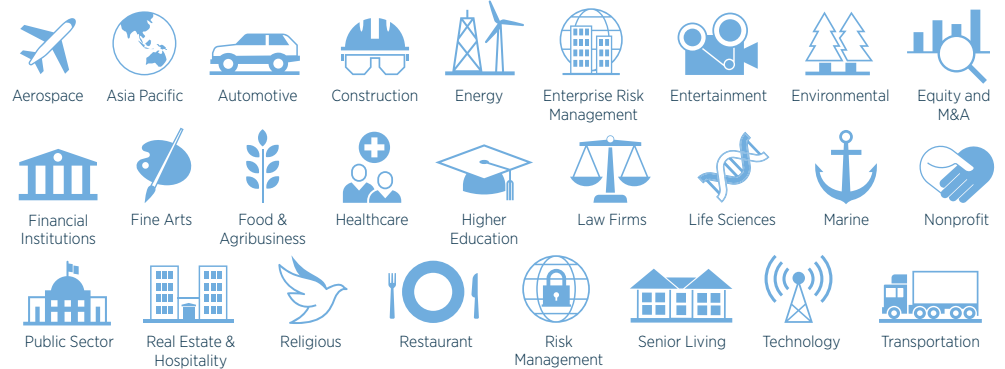 Aerospace
Asia Pacific
Automotive
Construction
Energy
Enterprise Risk
Management
Entertainment
Environmental
Equity and
M&A
Financial
Institutions
Fine Arts
Food &
Agribusiness
Healthcare
Higher
Education
Law Firms
Life Sciences
Marine
Nonprofit
Public Sector
Real Estate &
Hospitality
Religious
Restaurant
Risk
Management
Senior Living
Technology
Transportation